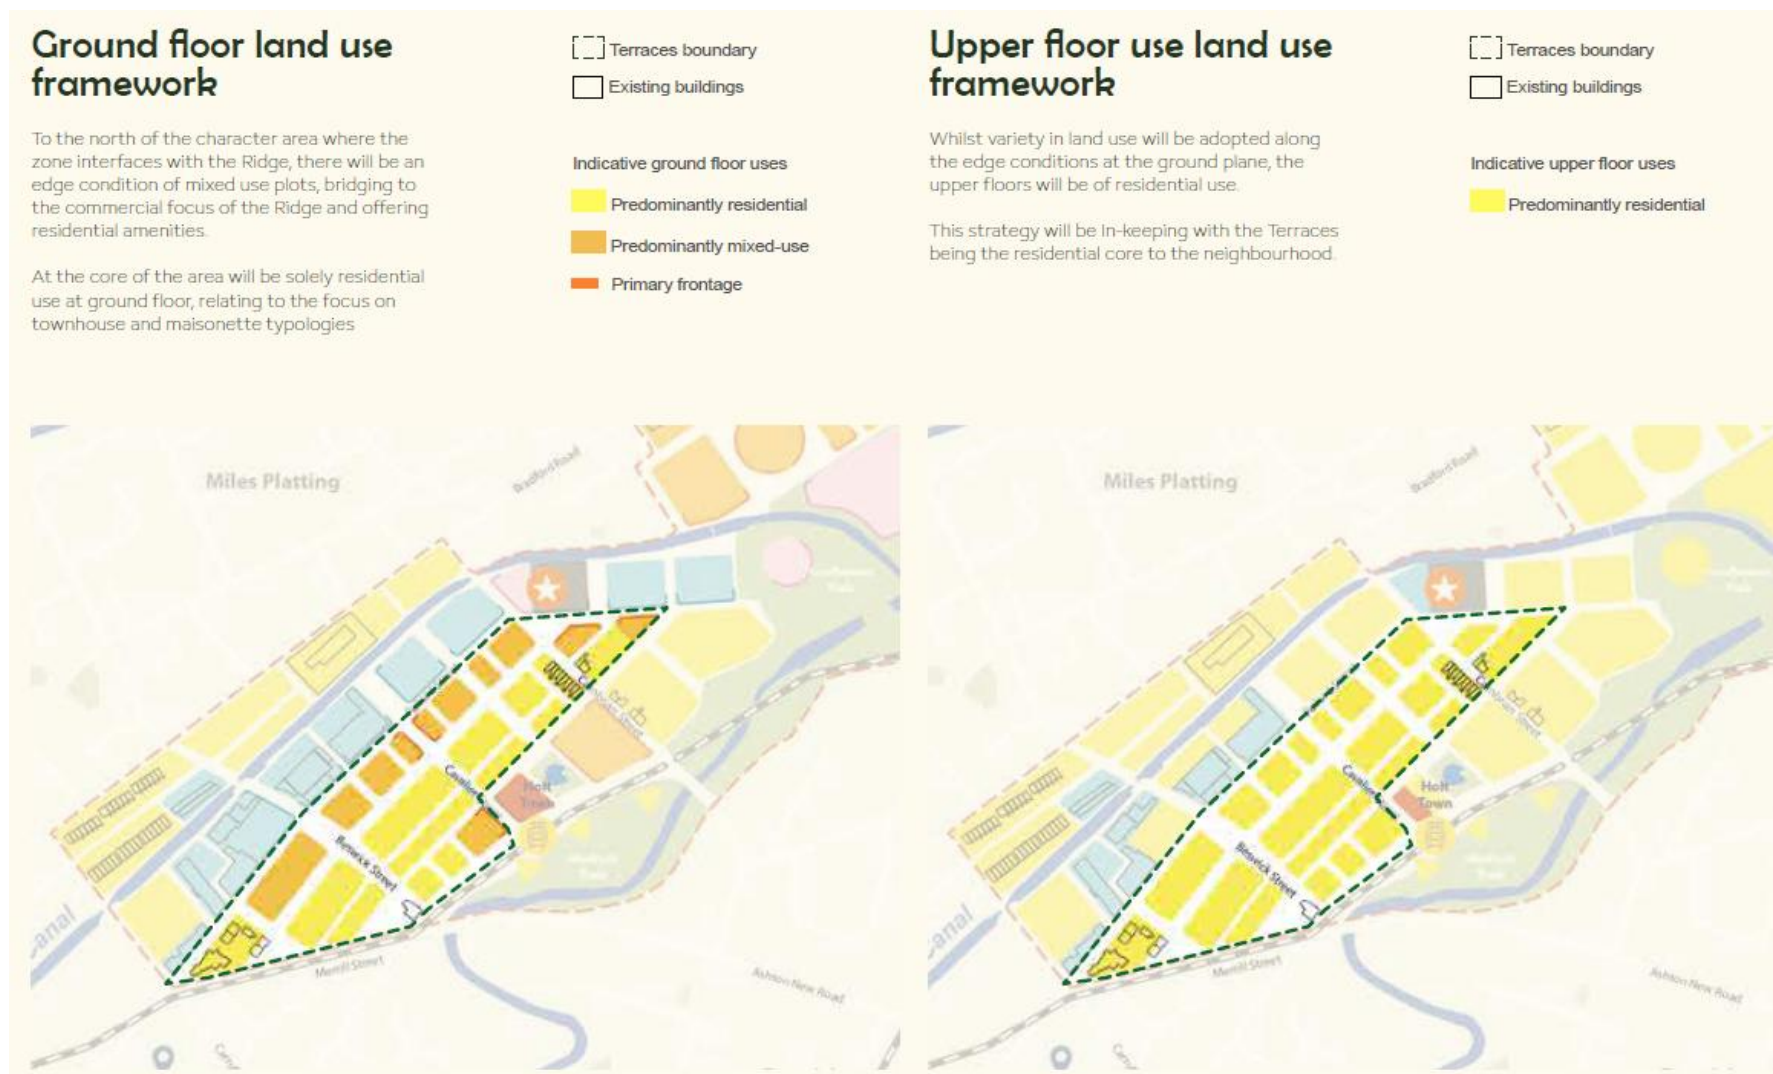 Ground floor land use
framework
To the north of the character area where the
zone interfaces with the Ridge, there will be an
edge condition of mixed use plots, bridging to
the commercial focus of the Ridge and offering
residential amenities.
At the core of the area will be solely residential
use at ground floor, relating to the focus on
townhouse and maisonette typologies
Terraces boundary
Existing buildings
Indicative ground floor uses
Predominantly residential
Predominantly mixed-use
Primary frontage
Miles Platting
Bradford Road
Holt
Town
Beswick Street
Merrill Street
Ashton New Road
Canal
Upper floor use land use
framework
Whilst variety in land use will be adopted along
the edge conditions at the ground plane, the
upper floors will be of residential use.
This strategy will be In-keeping with the Terraces
being the residential core to the neighbourhood.
Terraces boundary
Existing buildings
Indicative upper floor uses
Predominantly residential
Miles Platting
Bradford Road
Holt
Town
Beswick Street
Merrill Street
Ashton New Road
Canal